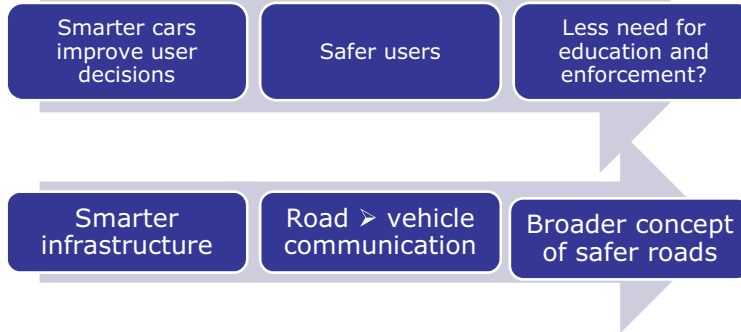 Smarter cars
improve user
decisions
Safer users
Less need for
education and
enforcement?
Smarter
infrastructure
Road ➢ vehicle
communication
Broader concept
of safer roads